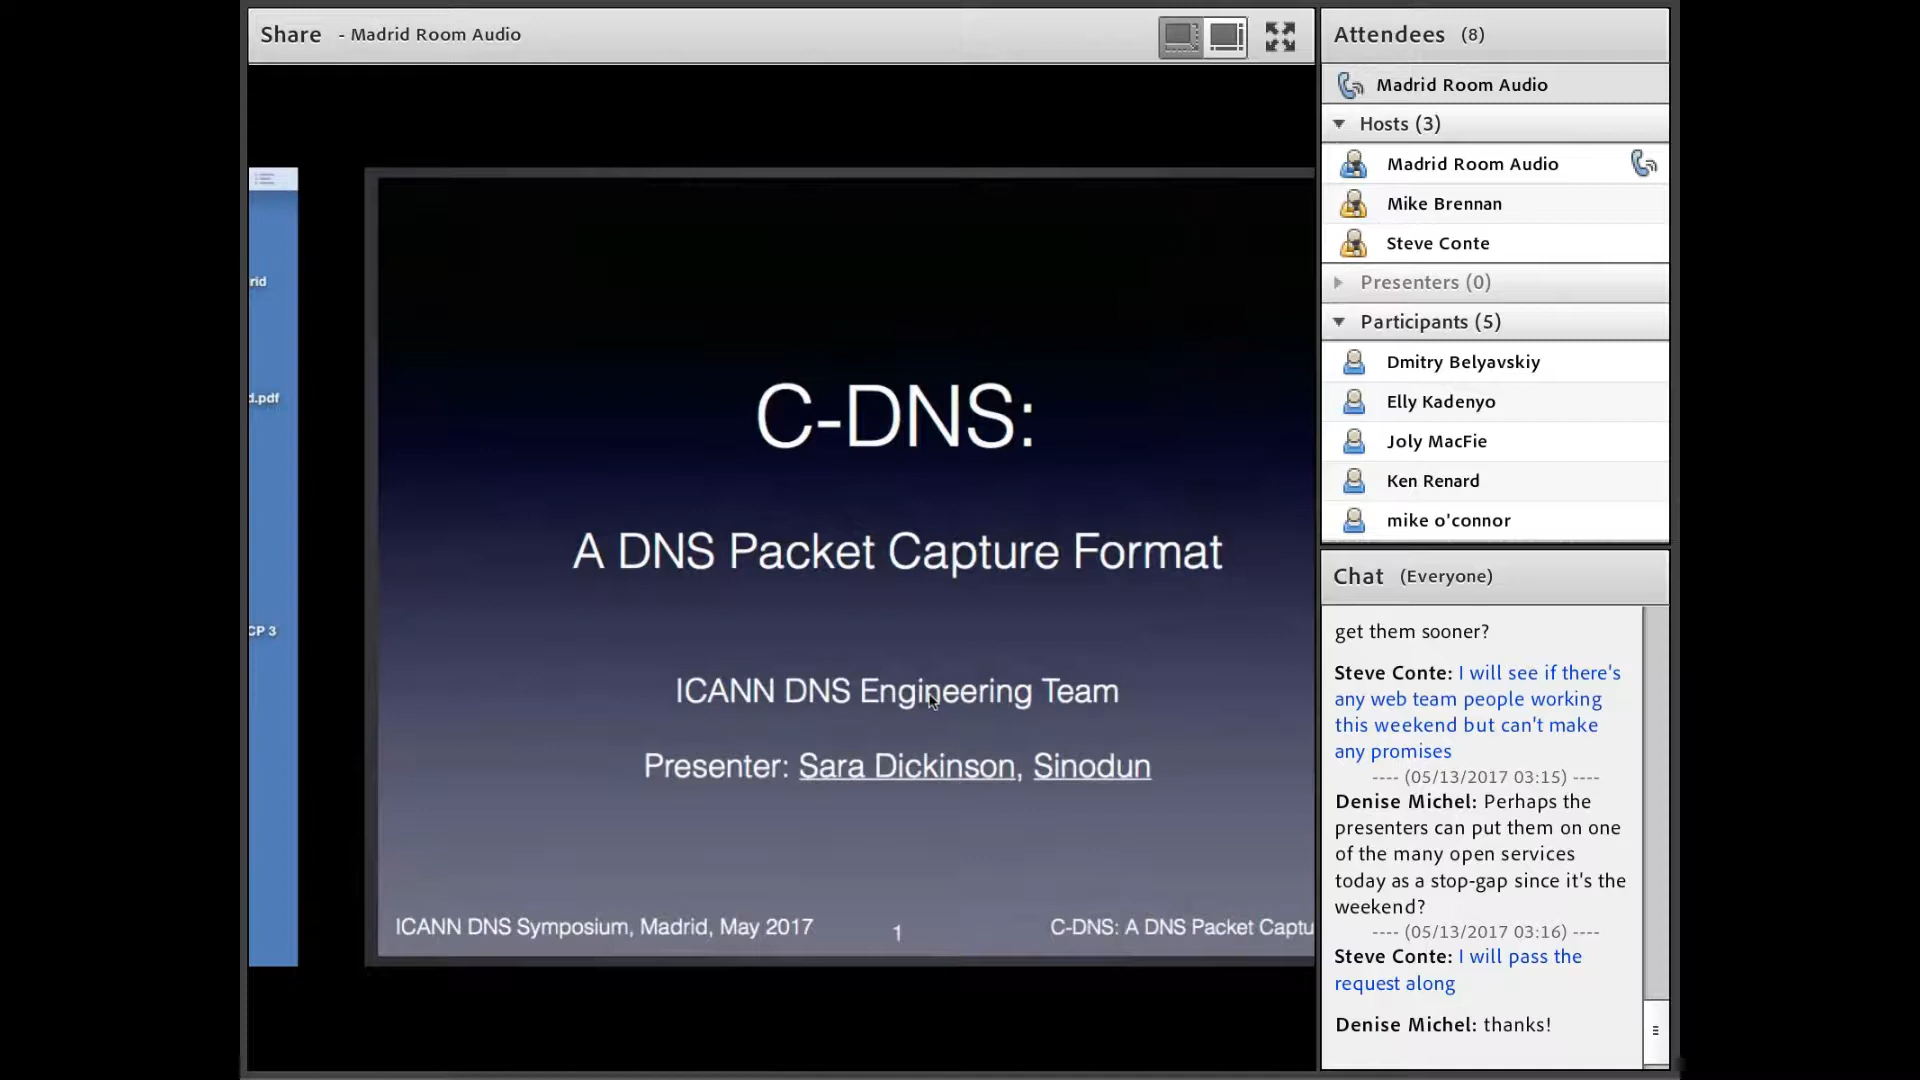 Share - Madrid Room Audio
rid
d.pdf
CP 3
C-DNS:
A DNS Packet Capture Format
ICANN DNS Engineering Team
Presenter: Sara Dickinson, Sinodun
ICANN DNS Symposium, Madrid, May 2017
1
C-DNS: A DNS Packet Captu
Attendees (8)
Madrid Room Audio
Hosts (3)
Madrid Room Audio
Mike Brennan
Steve Conte
Presenters (0)
Participants (5)
Dmitry Belyavskiy
Elly Kadenyo
Joly MacFie
Ken Renard
mike o'connor
Chat (Everyone)
get them sooner?
Steve Conte: I will see if there's
any web team people working
this weekend but can't make
any promises
---- (05/13/2017 03:15) ----
Denise Michel: Perhaps the
presenters can put them on one
of the many open services
today as a stop-gap since it's the
weekend?
---- (05/13/2017 03:16) ----
Steve Conte: I will pass the
request along
Denise Michel: thanks!